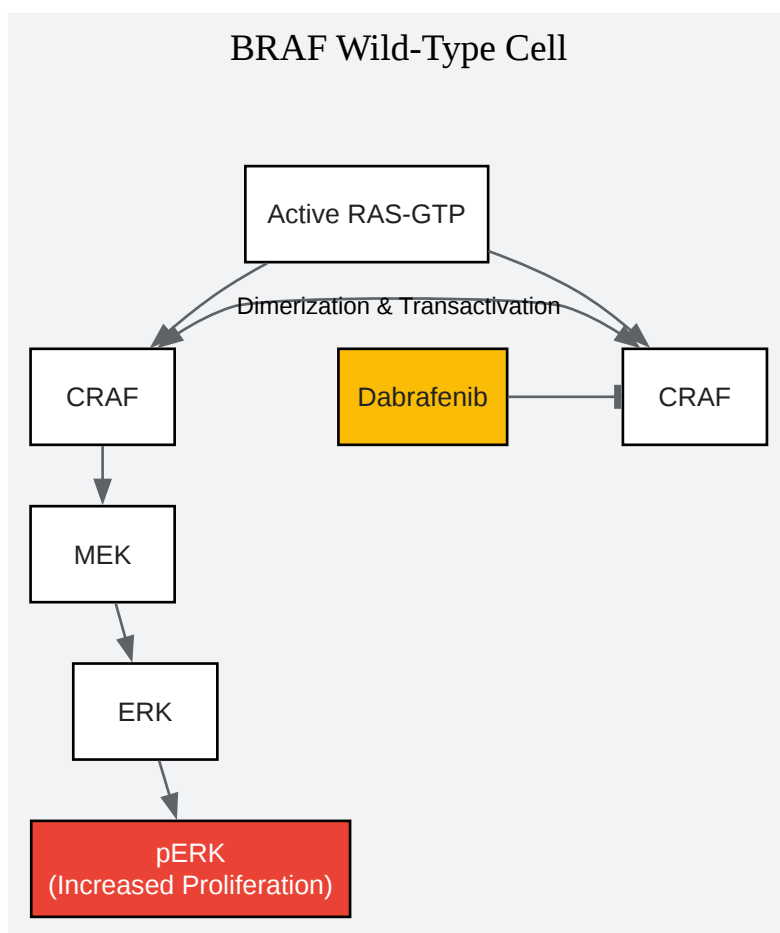 BRAF Wild-Type Cell
Active RAS-GTP
Dimerization & Transactivation
CRAF
Dabrafenib
CRAF
MEK
ERK
pERK
(Increased Proliferation)